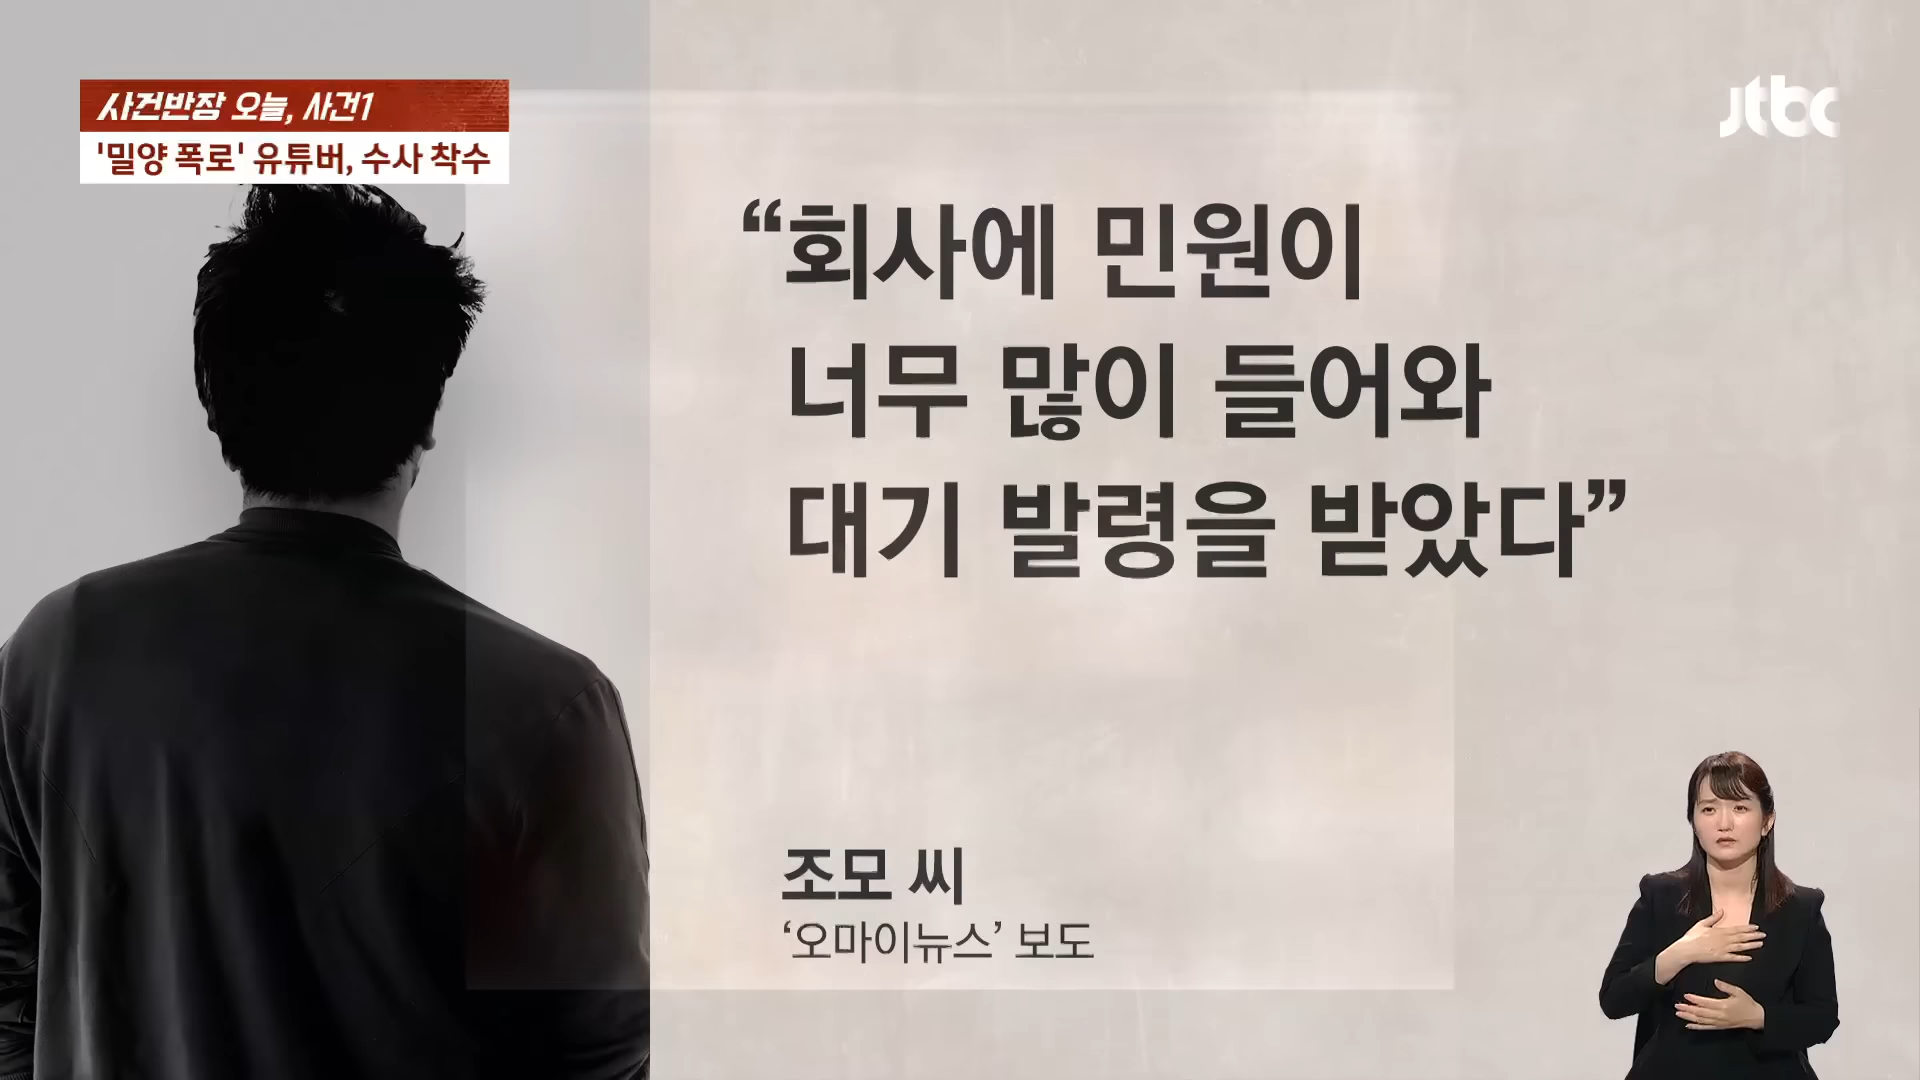 사건반장 오늘, 사건1
'밀양 폭로' 유튜버, 수사 착수
jtbc
“회사에 민원이
너무 많이 들어와
대기 발령을 받았다”
조모 씨
‘오마이뉴스’ 보도